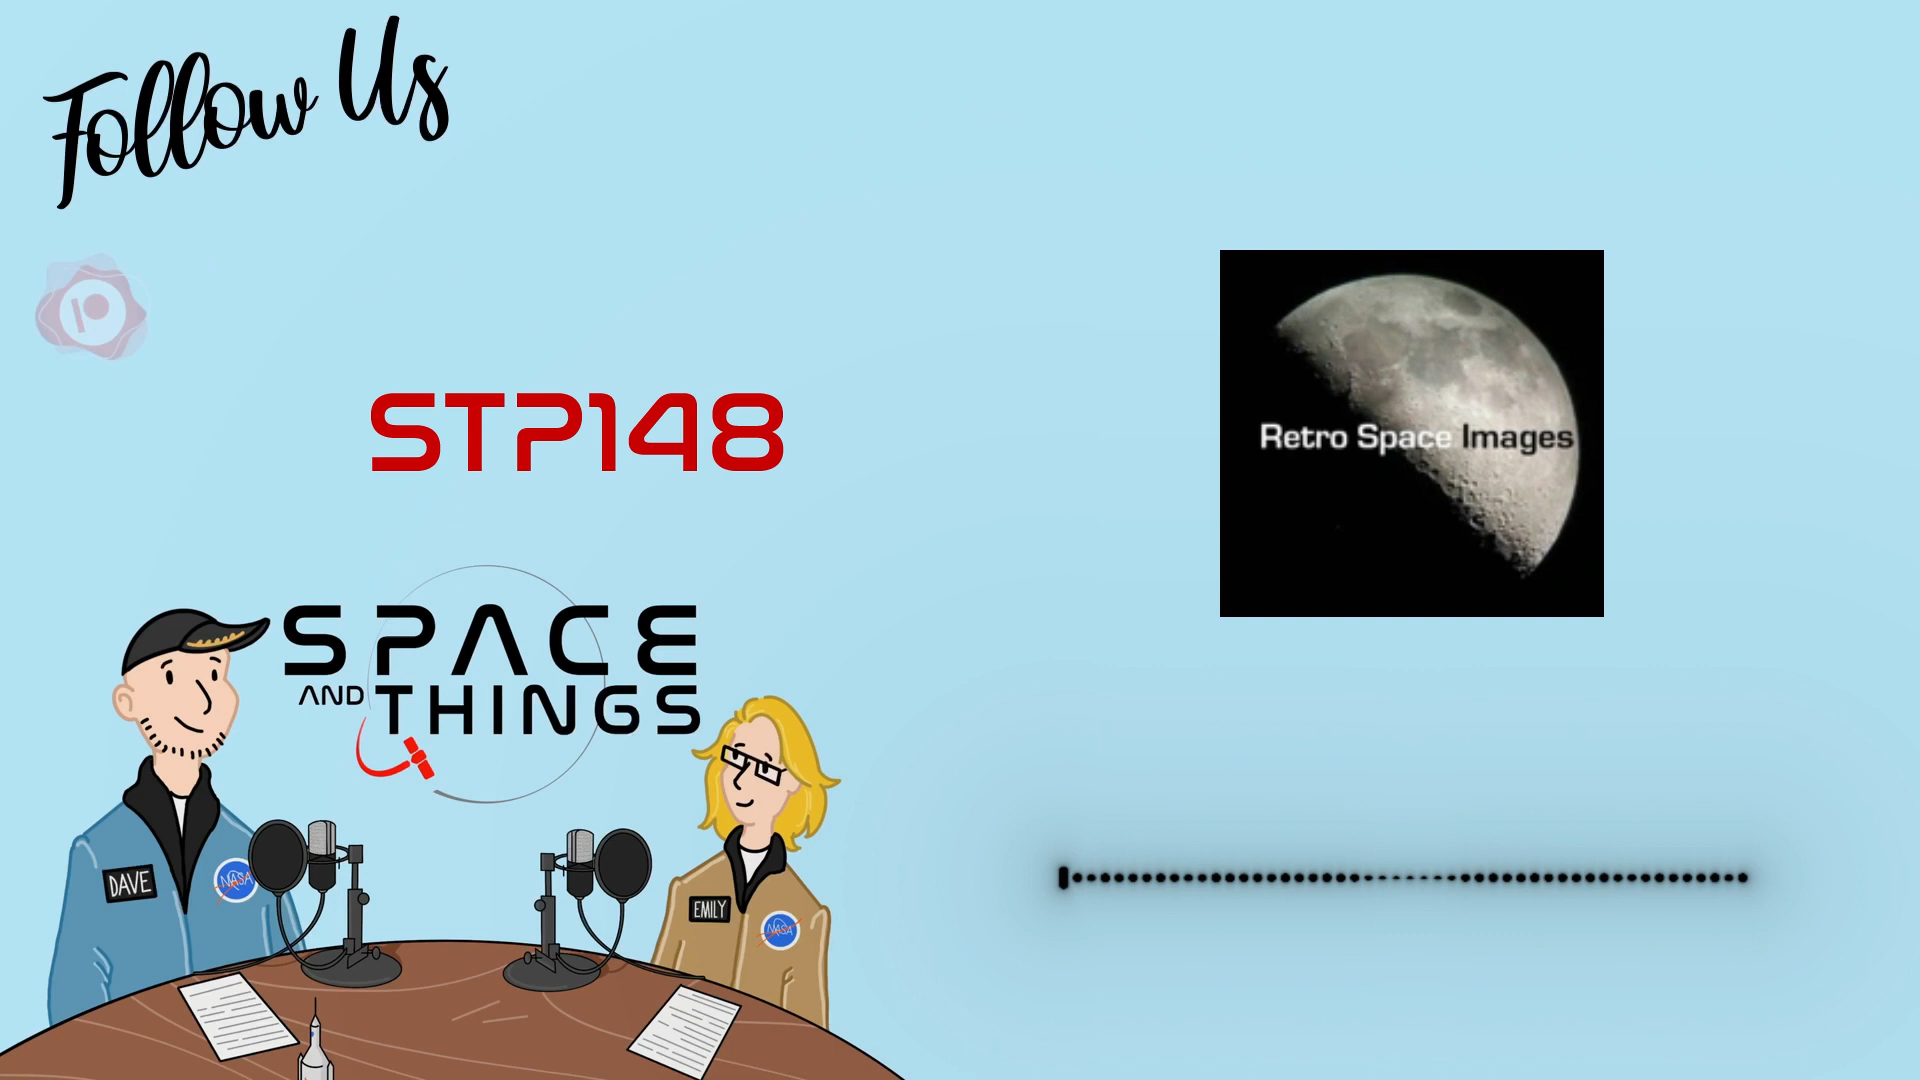 Follow Us
STP148
Retro Space Images
SPACE
AND THINGS
DAVE
NASA
EMILY
NASA